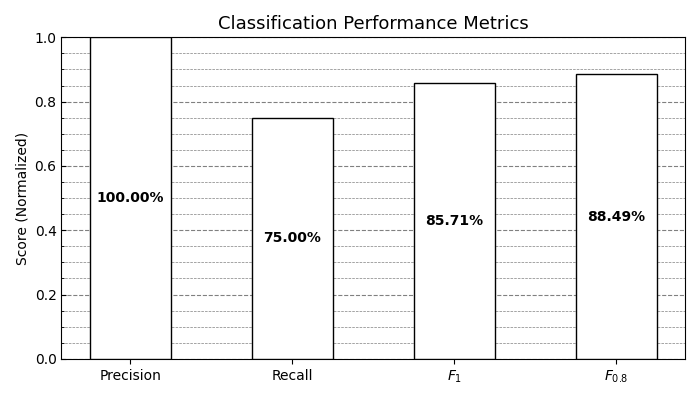 Classification Performance Metrics
Score (Normalized)
1.0
0.8
0.6
0.4
0.2
0.0
100.00%
75.00%
85.71%
88.49%
Precision
Recall
F₁
F₀.₈